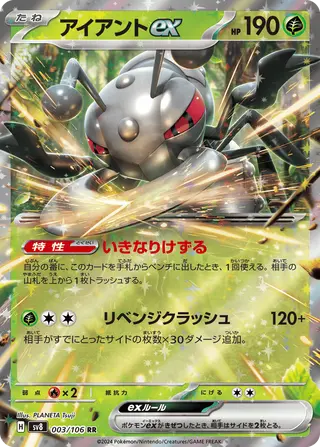 たね
アイアントex
HP 190
特性 いきなりけずる
自分の番に、このカードを手札からベンチに出したとき、1回使える。相手の
山札を上から1枚トラッシュする。
リベンジクラッシュ 120+
相手がすでにとったサイドの枚数×30ダメージ追加。
弱点 ×2 抵抗力 にげる
Illus. PLANETA Tsuji
H sv8 003/106 RR
exルール
ポケモンexがきぜつしたとき、相手はサイドを2枚とる。
©2024 Pokémon/Nintendo/Creatures/GAME FREAK.